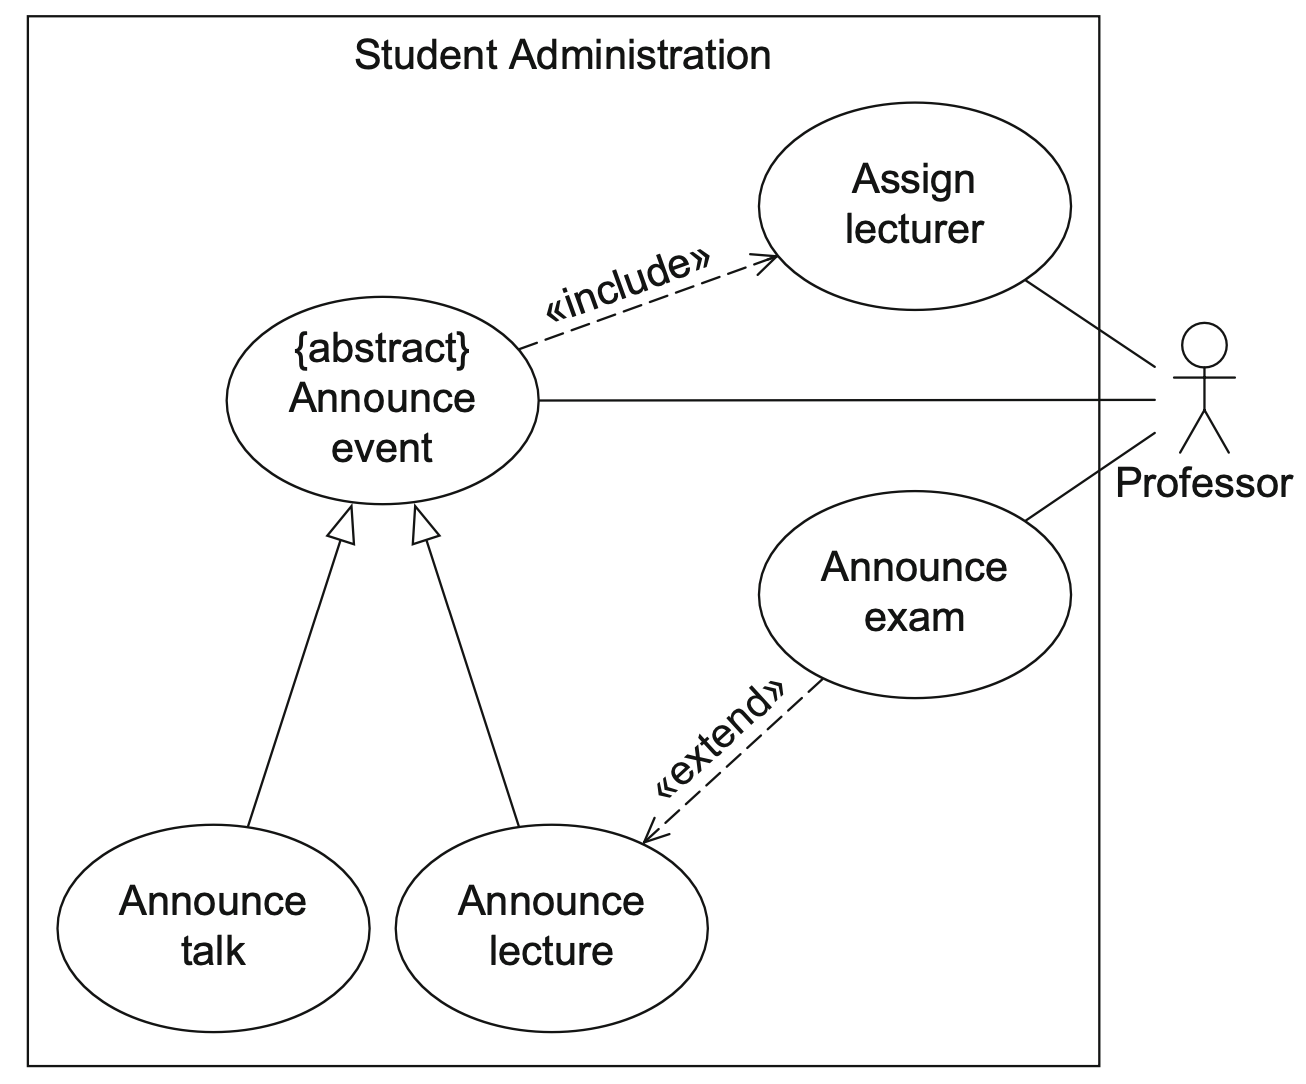 Student Administration
Assign
lecturer
«include»
{abstract}
Announce
event
Professor
Announce
exam
«extend»
Announce
talk
Announce
lecture